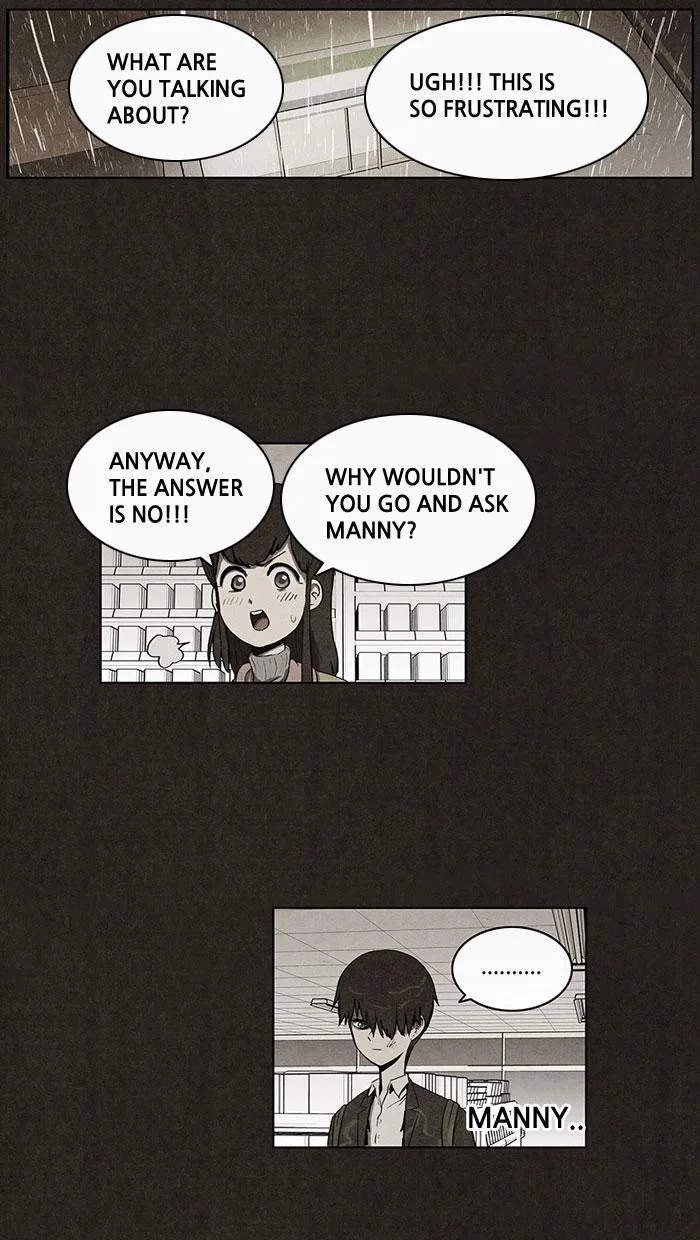 WHAT ARE
YOU TALKING
ABOUT?
UGH!!! THIS IS
SO FRUSTRATING!!!
ANYWAY,
THE ANSWER
IS NO!!!
WHY WOULDN'T
YOU GO AND ASK
MANNY?
..........
MANNY..